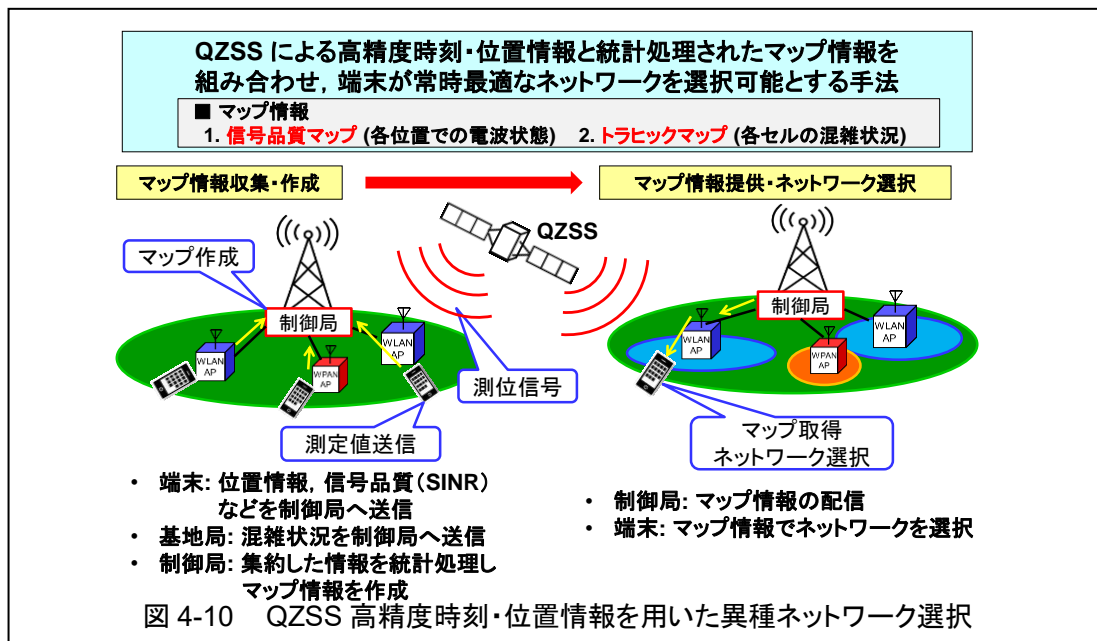 QZSS による高精度時刻・位置情報と統計処理されたマップ情報を
組み合わせ，端末が常時最適なネットワークを選択可能とする手法
■ マップ情報
1. 信号品質マップ (各位置での電波状態) 2. トラヒックマップ (各セルの混雑状況)
マップ情報収集・作成
マップ情報提供・ネットワーク選択
QZSS
マップ作成
制御局
制御局
WLAN
AP
WPAN
AP
WLAN
AP
WLAN
AP
WPAN
AP
WLAN
AP
測位信号
測定値送信
マップ取得
ネットワーク選択
・ 端末: 位置情報，信号品質（SINR）
などを制御局へ送信
・ 基地局: 混雑状況を制御局へ送信
・ 制御局: 集約した情報を統計処理し
マップ情報を作成
・ 制御局: マップ情報の配信
・ 端末: マップ情報でネットワークを選択
図 4-10 QZSS 高精度時刻・位置情報を用いた異種ネットワーク選択